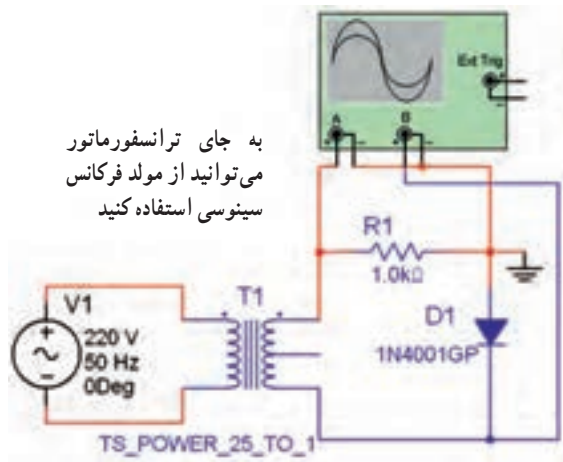 Ext Trig
+
-
A
B
+ - + -
به جای ترانسفورماتور
می‌توانید از مولد فرکانس
سینوسی استفاده کنید
R1
1.0kΩ
V1
T1
220 V
50 Hz
0Deg
D1
1N4001GP
TS_POWER_25_TO_1